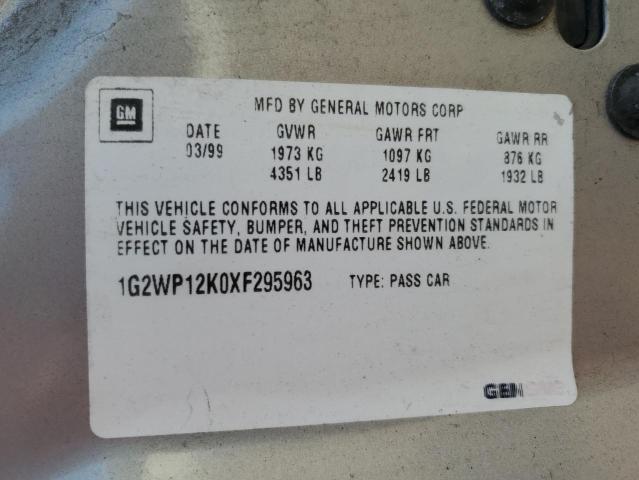 GM
MFD BY GENERAL MOTORS CORP
DATE GVWR GAWR FRT GAWR RR
03/99 1973 KG 1097 KG 876 KG
4351 LB 2419 LB 1932 LB
THIS VEHICLE CONFORMS TO ALL APPLICABLE U.S. FEDERAL MOTOR
VEHICLE SAFETY, BUMPER, AND THEFT PREVENTION STANDARDS IN
EFFECT ON THE DATE OF MANUFACTURE SHOWN ABOVE.
1G2WP12K0XF295963 TYPE: PASS CAR